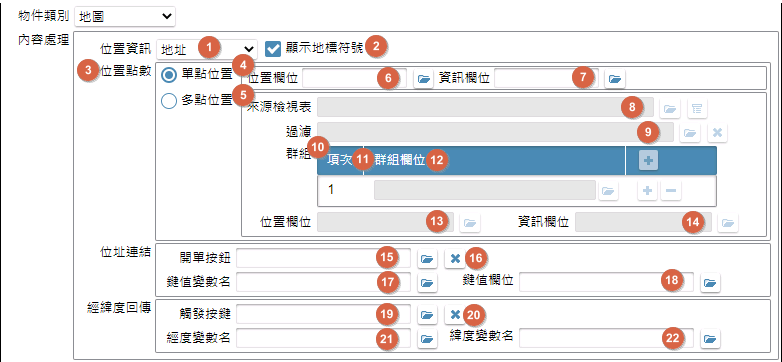 物件類別 地圖
內容處理
位置資訊 地址 1 顯示地標符號 2
3 位置點數 單點位置 4 位置欄位 6 資訊欄位 7
多點位置 5
來源檢視表 8
過濾 9
群組 10 項次 11 群組欄位 12
1
位置欄位 13 資訊欄位 14
位址連結 開單按鈕 15 16
鍵值變數名 17 鍵值欄位 18
經緯度回傳 觸發按鍵 19 20
經度變數名 21 緯度變數名 22